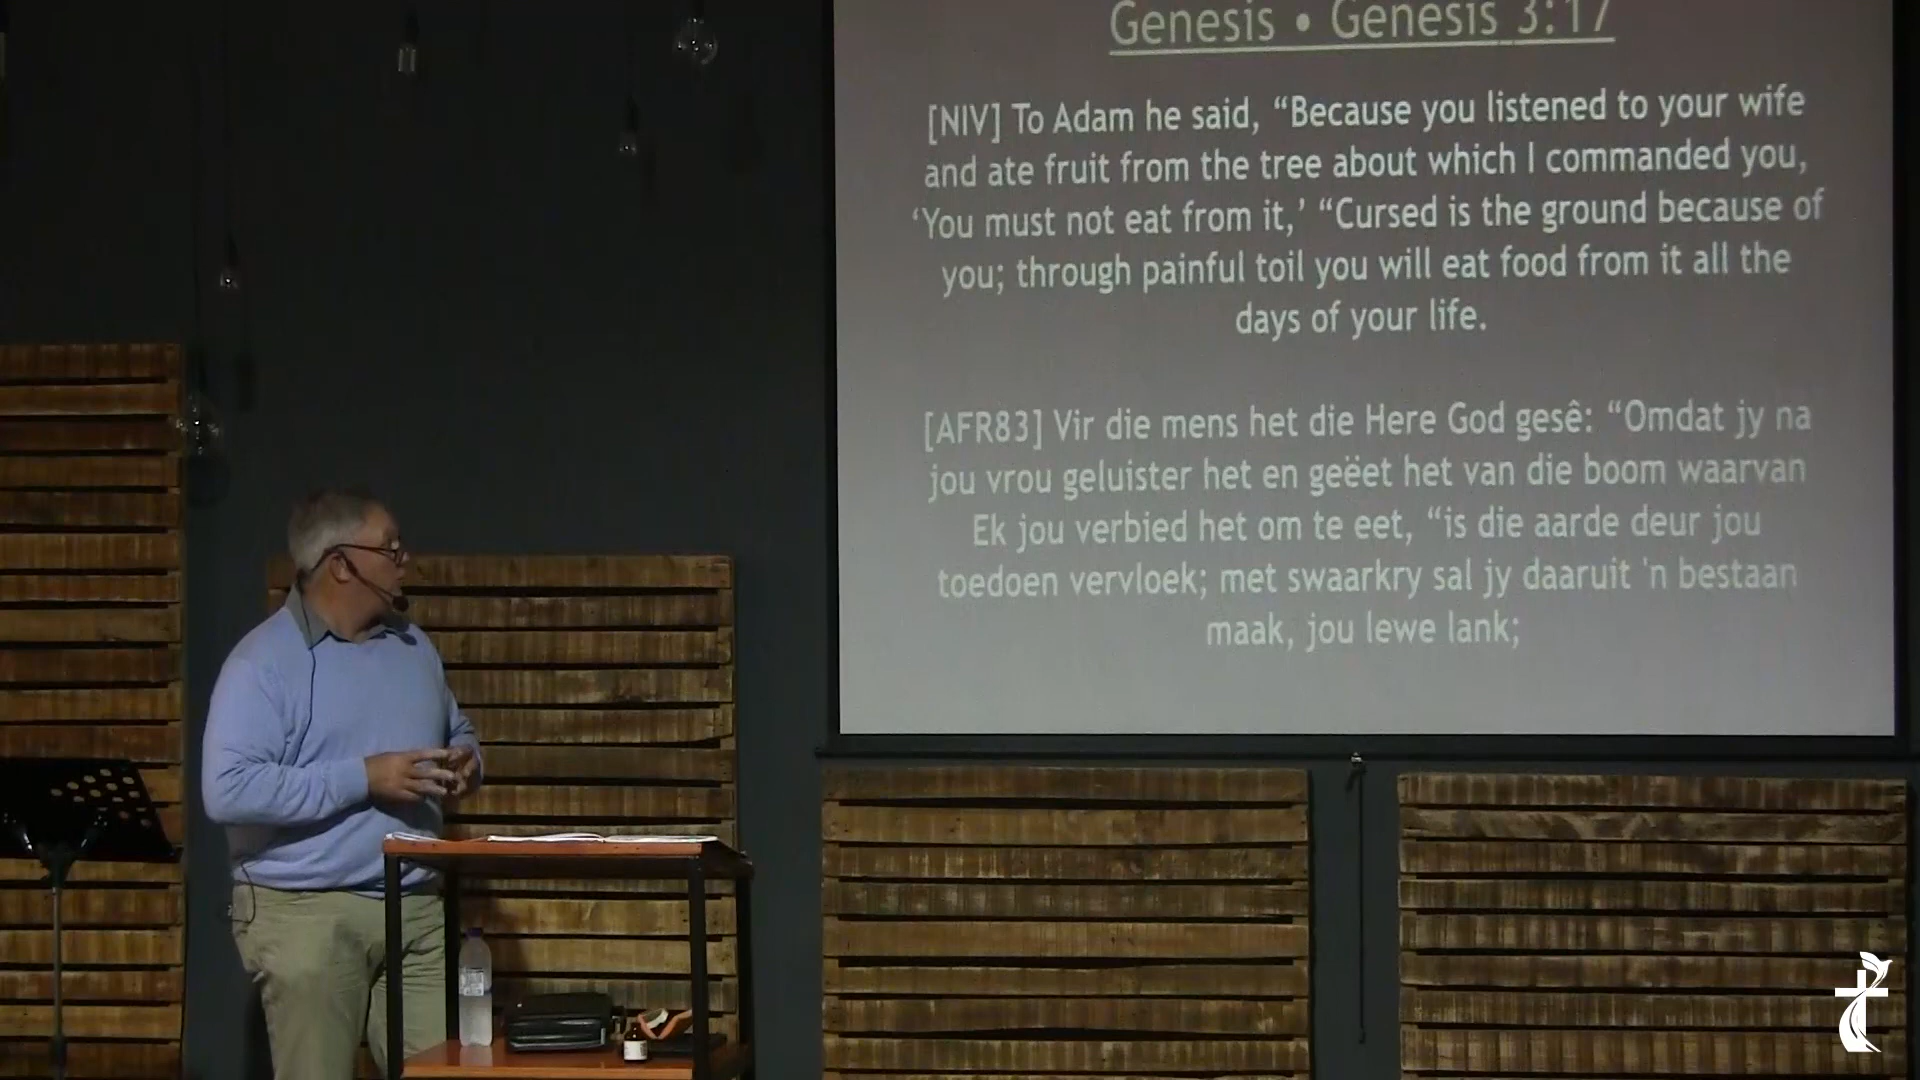 Genesis • Genesis 3:17
[NIV] To Adam he said, “Because you listened to your wife
and ate fruit from the tree about which I commanded you,
‘You must not eat from it,’ “Cursed is the ground because of
you; through painful toil you will eat food from it all the
days of your life.
[AFR83] Vir die mens het die Here God gesê: “Omdat jy na
jou vrou geluister het en geëet het van die boom waarvan
Ek jou verbied het om te eet, “is die aarde deur jou
toedoen vervloek; met swaarkry sal jy daaruit 'n bestaan
maak, jou lewe lank;